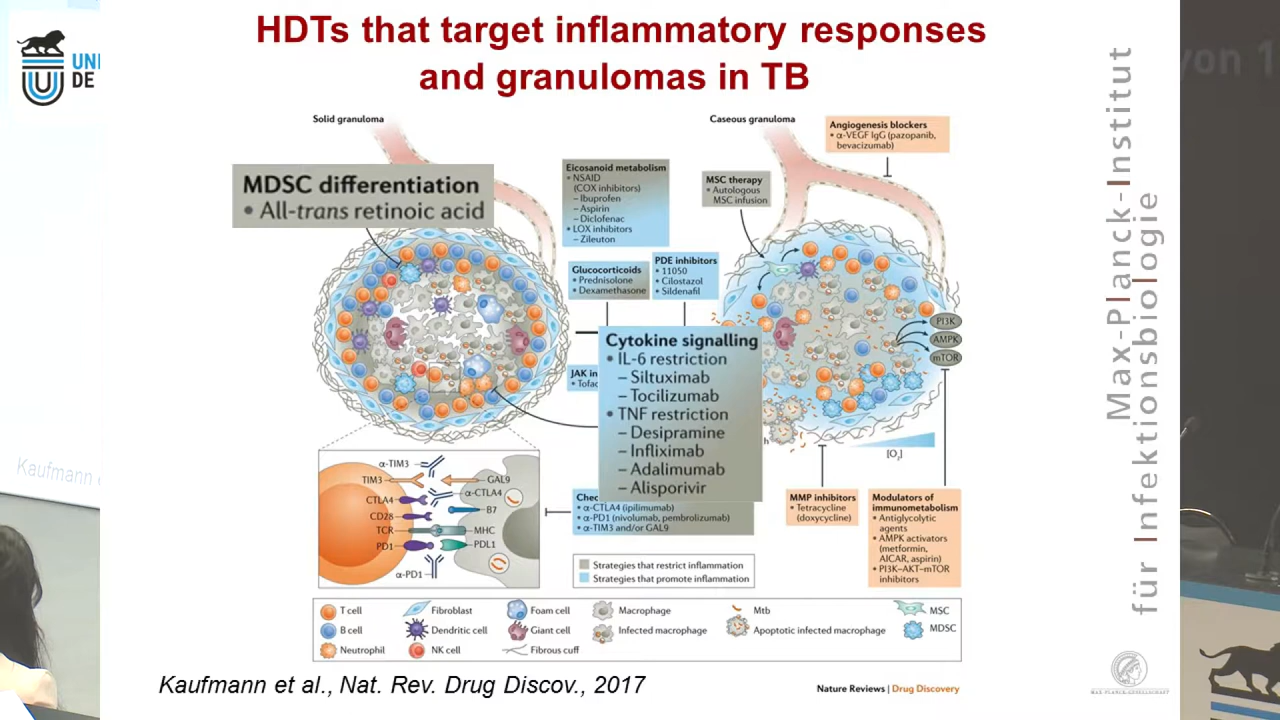 HDTs that target inflammatory responses
and granulomas in TB
UNI
DE
Solid granuloma
Caseous granuloma
MDSC differentiation
• All-trans retinoic acid
Eicosanoid metabolism
• NSAID
(COX inhibitors)
– Ibuprofen
– Aspirin
– Diclofenac
• LOX inhibitors
– Zileuton
MSC therapy
• Autologous
MSC infusion
Angiogenesis blockers
• α-VEGF IgG (pazopanib,
bevacizumab)
Glucocorticoids
• Prednisolone
• Dexamethasone
PDE inhibitors
• 11050
• Cilostazol
• Sildenafil
JAK in
• Tofac
Cytokine signalling
• IL-6 restriction
– Siltuximab
– Tocilizumab
• TNF restriction
– Desipramine
– Infliximab
– Adalimumab
– Alisporivir
PI3K
AMPK
mTOR
h
[O₂]
α-TIM3
TIM3
GAL9
CTLA4
α-CTLA4
CD28
B7
TCR
MHC
PD1
PDL1
α-PD1
Chec
• α-CTLA4 (ipilimumab)
• α-PD1 (nivolumab, pembrolizumab)
• α-TIM3 and/or GAL9
MMP inhibitors
• Tetracycline
(doxycycline)
Modulators of
immunometabolism
• Antiglycolytic
agents
• AMPK activators
(metformin,
AICAR, aspirin)
• PI3K–AKT–mTOR
inhibitors
Strategies that restrict inflammation
Strategies that promote inflammation
T cell
Fibroblast
Foam cell
Macrophage
Mtb
MSC
B cell
Dendritic cell
Giant cell
Infected macrophage
Apoptotic infected macrophage
MDSC
Neutrophil
NK cell
Fibrous cuff
Kaufmann et al., Nat. Rev. Drug Discov., 2017
Nature Reviews | Drug Discovery
Max-Planck-Institut
für Infektionsbiologie
MAX-PLANCK-GESELLSCHAFT
Kaufmann e
yon 1